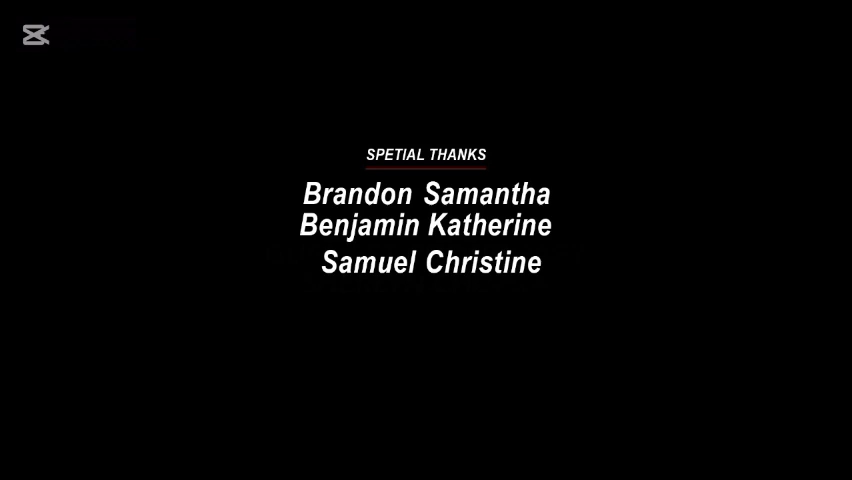 SPETIAL THANKS
Brandon Samantha
Benjamin Katherine
Samuel Christine